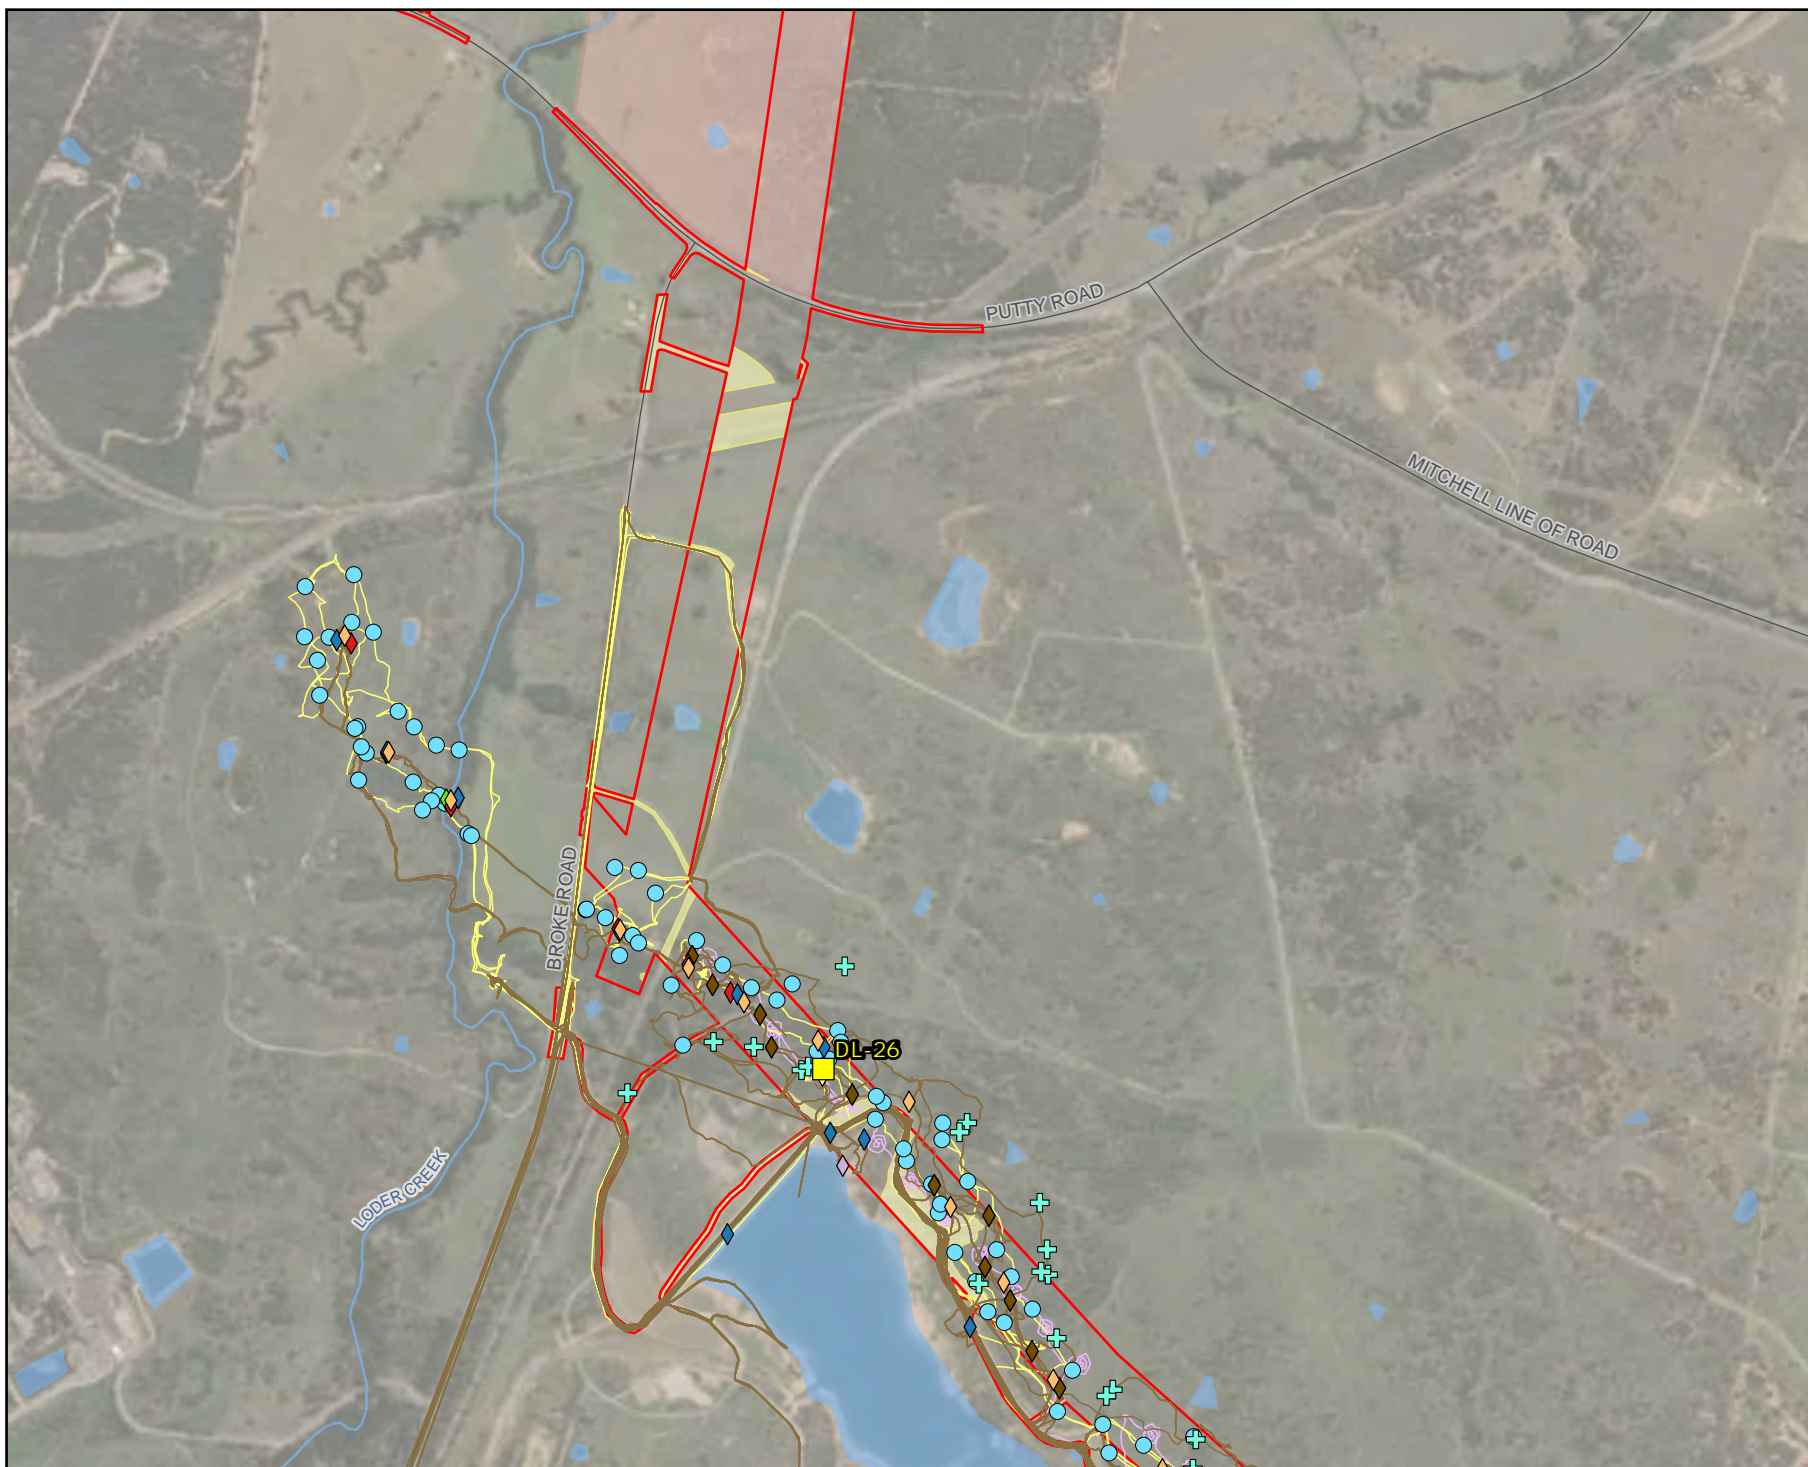 PUTTY ROAD
MITCHELL LINE OF ROAD
BROKE ROAD
DL-26
LODER CREEK